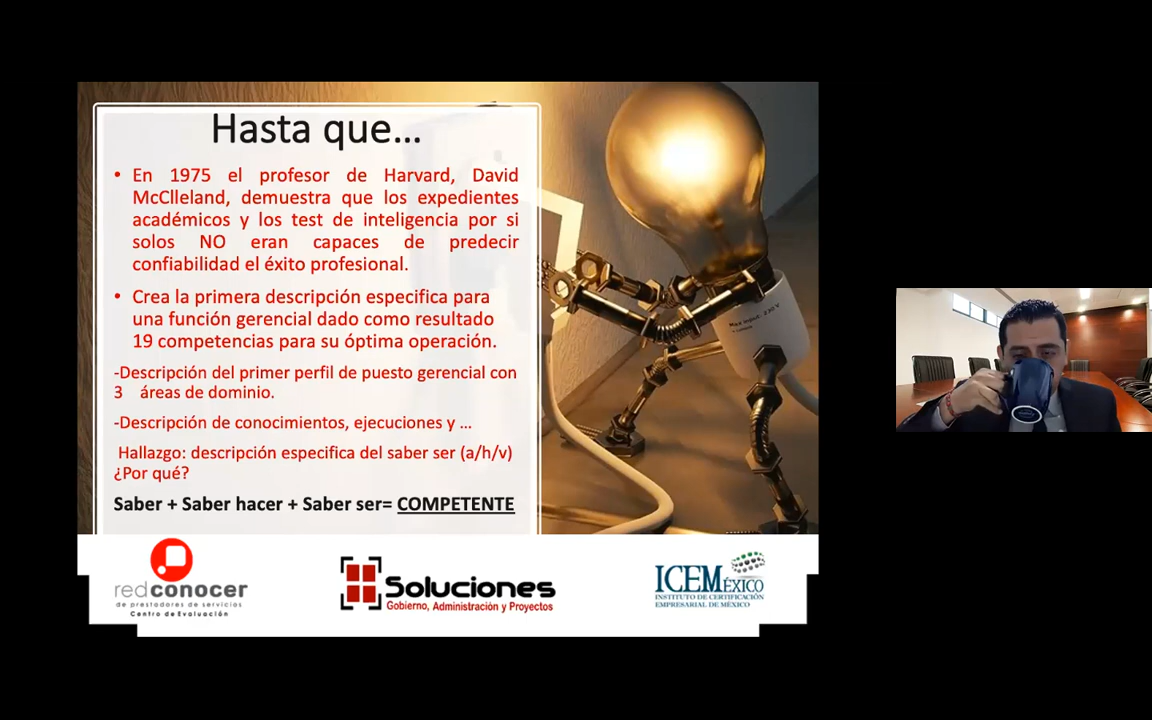 Hasta que…
• En 1975 el profesor de Harvard, David
McClleland, demuestra que los expedientes
académicos y los test de inteligencia por si
solos NO eran capaces de predecir
confiabilidad el éxito profesional.
• Crea la primera descripción especifica para
una función gerencial dado como resultado
19 competencias para su óptima operación.
-Descripción del primer perfil de puesto gerencial con
3 áreas de dominio.
-Descripción de conocimientos, ejecuciones y …
Hallazgo: descripción especifica del saber ser (a/h/v)
¿Por qué?
Saber + Saber hacer + Saber ser= COMPETENTE
Max input: 230 V
redconocer
de prestadores de servicios
Centro de Evaluación
Soluciones
Gobierno, Administración y Proyectos
ICEMÉXICO
INSTITUTO DE CERTIFICACIÓN
EMPRESARIAL DE MÉXICO